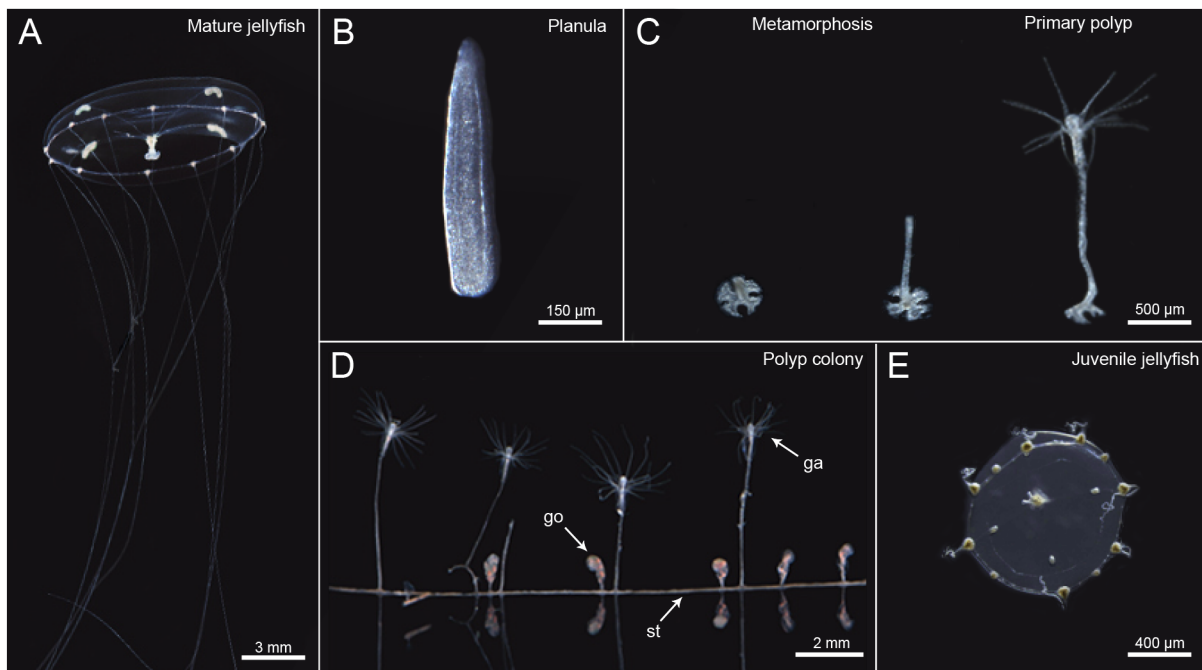 A
Mature jellyfish
3 mm
B
Planula
150 µm
C
Metamorphosis
Primary polyp
500 µm
D
Polyp colony
ga
go
st
2 mm
E
Juvenile jellyfish
400 µm